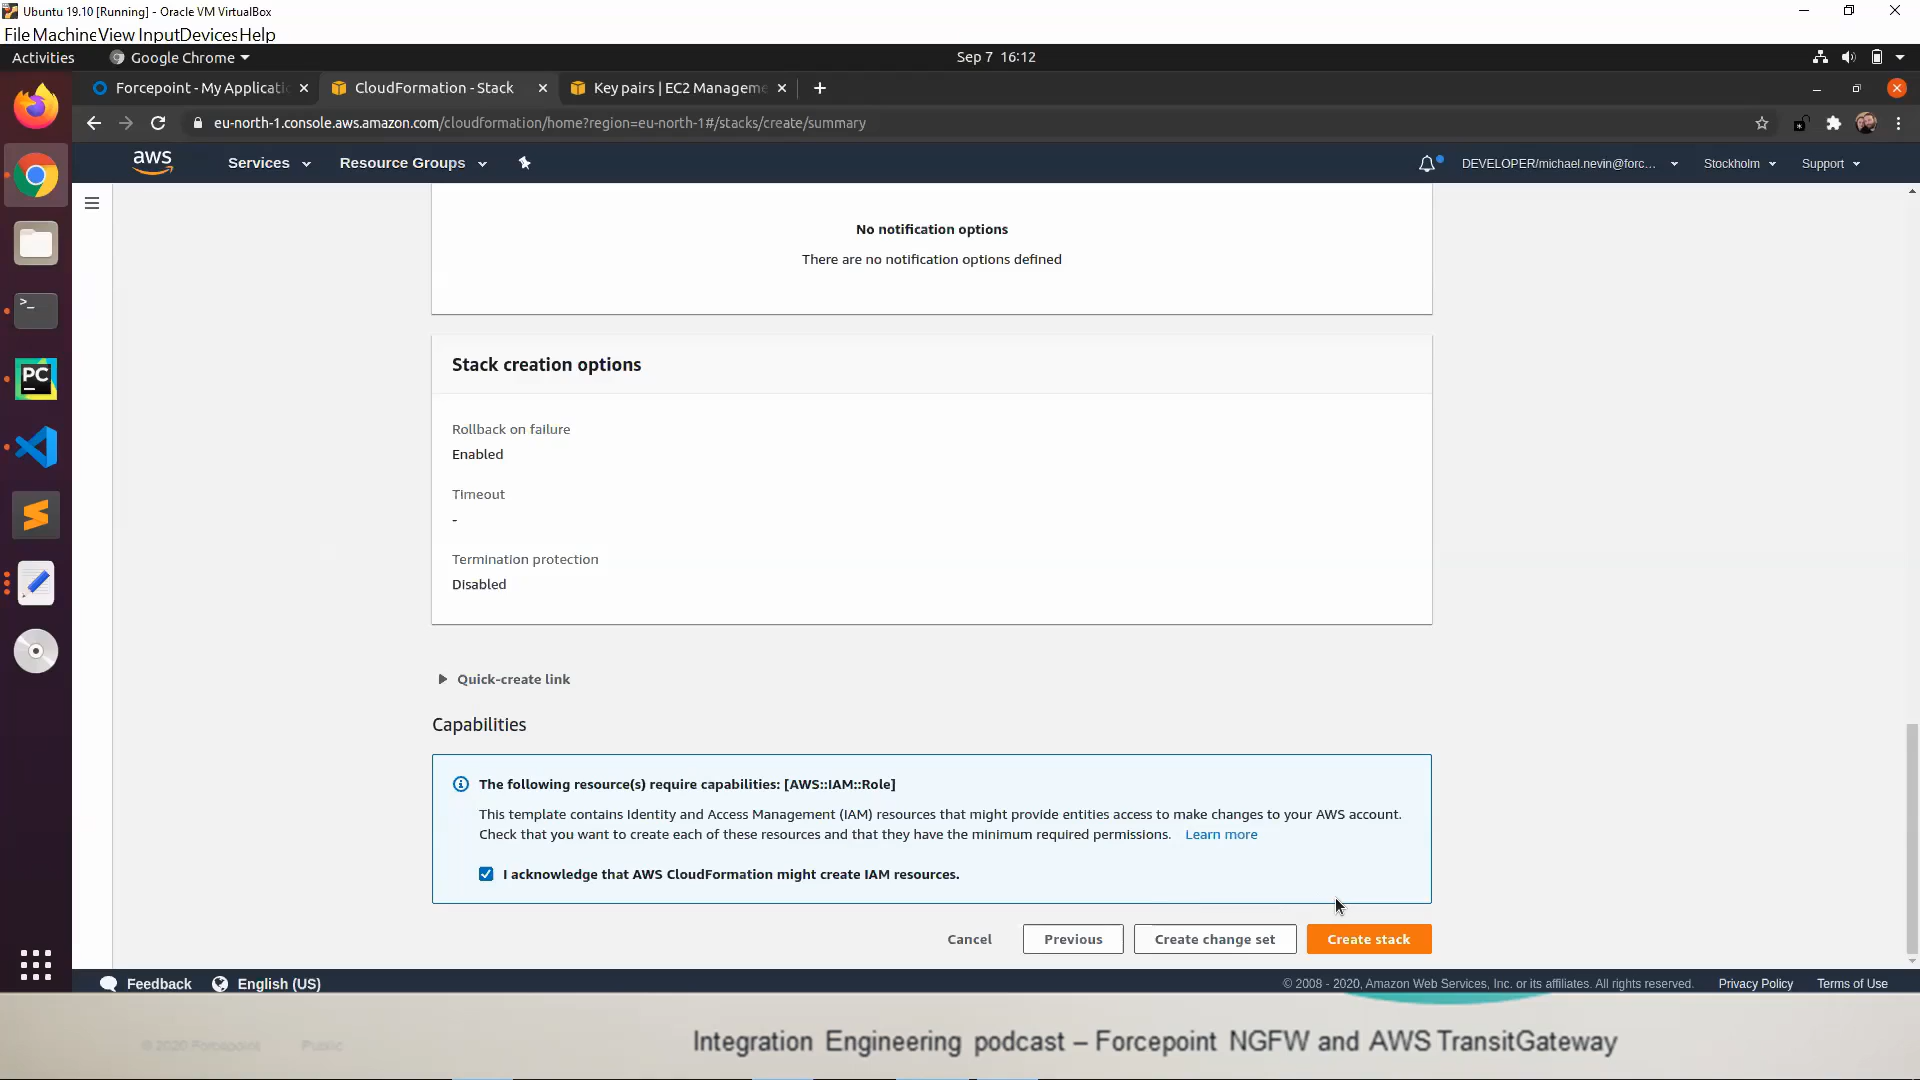 Ubuntu 19.10 [Running] - Oracle VM VirtualBox
File Machine View Input Devices Help
Activities Google Chrome Sep 7 16:12
Forcepoint - My Applicati CloudFormation - Stack Key pairs | EC2 Manageme
eu-north-1.console.aws.amazon.com/cloudformation/home?region=eu-north-1#/stacks/create/summary
aws Services Resource Groups DEVELOPER/michael.nevin@forc... Stockholm Support
No notification options
There are no notification options defined
Stack creation options
Rollback on failure
Enabled
Timeout
-
Termination protection
Disabled
Quick-create link
Capabilities
The following resource(s) require capabilities: [AWS::IAM::Role]
This template contains Identity and Access Management (IAM) resources that might provide entities access to make changes to your AWS account.
Check that you want to create each of these resources and that they have the minimum required permissions. Learn more
I acknowledge that AWS CloudFormation might create IAM resources.
Cancel Previous Create change set Create stack
Feedback English (US) © 2008 - 2020, Amazon Web Services, Inc. or its affiliates. All rights reserved. Privacy Policy Terms of Use
© 2020 Forcepoint Public Integration Engineering podcast – Forcepoint NGFW and AWS TransitGateway
PC